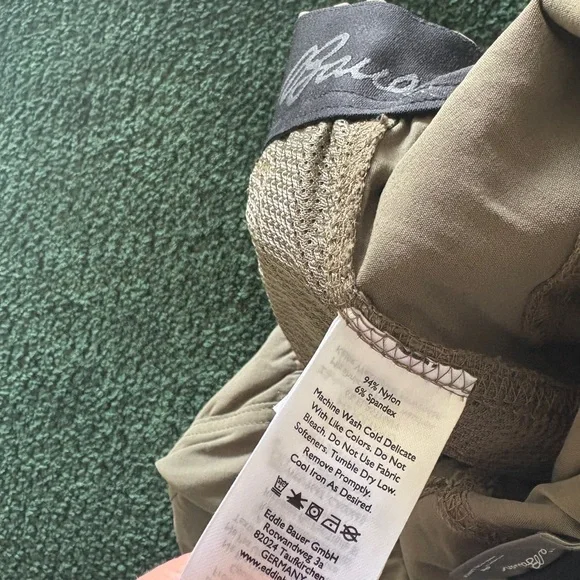 94% Nylon
6% Spandex
Machine Wash Cold Delicate
With Like Colors. Do Not
Bleach. Do Not Use Fabric
Softeners. Tumble Dry Low.
Remove Promptly.
Cool Iron As Desired.
Eddie Bauer GmbH
Rotwandweg 3a
82024 Taufkirchen
GERMANY